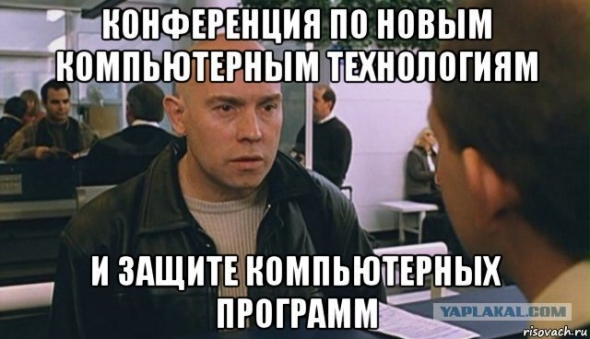 КОНФЕРЕНЦИЯ ПО НОВЫМ
КОМПЬЮТЕРНЫМ ТЕХНОЛОГИЯМ
И ЗАЩИТЕ КОМПЬЮТЕРНЫХ
ПРОГРАММ
YAPLAKAL.COM
risovach.ru